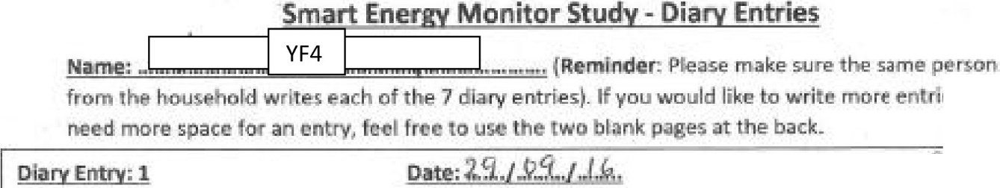 Smart Energy Monitor Study - Diary Entries
Name: YF4 (Reminder: Please make sure the same person
from the household writes each of the 7 diary entries). If you would like to write more entri
need more space for an entry, feel free to use the two blank pages at the back.
Diary Entry: 1 Date: 29/09/16